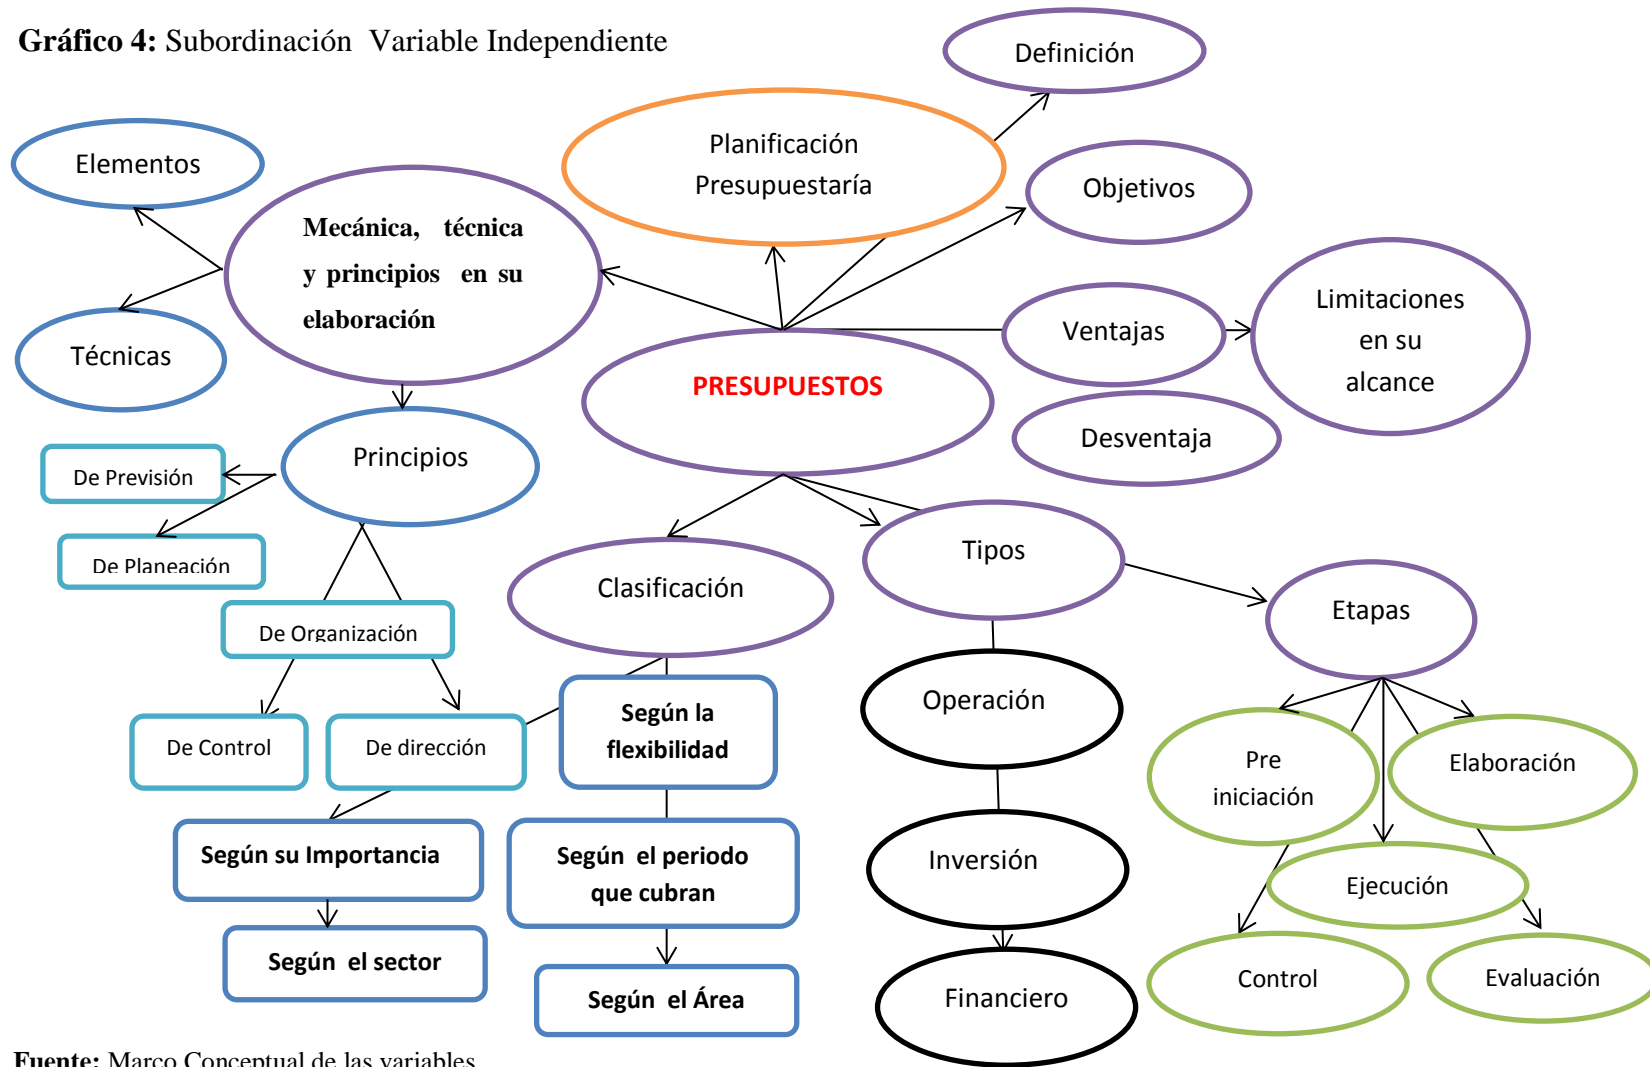 Gráfico 4: Subordinación Variable Independiente
Definición
Planificación
Presupuestaría
Elementos
Objetivos
Mecánica, técnica
y principios en su
elaboración
Limitaciones
en su
alcance
Ventajas
Técnicas
PRESUPUESTOS
Desventaja
Principios
De Previsión
De Planeación
Tipos
Clasificación
Etapas
De Organización
Operación
Según la
flexibilidad
De Control
De dirección
Pre
iniciación
Elaboración
Según su Importancia
Según el periodo
que cubran
Inversión
Ejecución
Según el sector
Según el Área
Financiero
Control
Evaluación
Fuente: Marco Conceptual de las variables